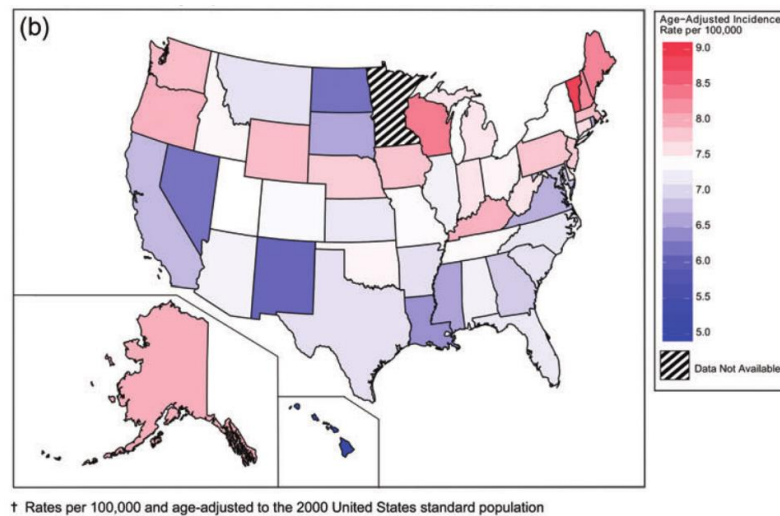 (b)
Age-Adjusted Incidence
Rate per 100,000
9.0
8.5
8.0
7.5
7.0
6.5
6.0
5.5
5.0
Data Not Available
† Rates per 100,000 and age-adjusted to the 2000 United States standard population